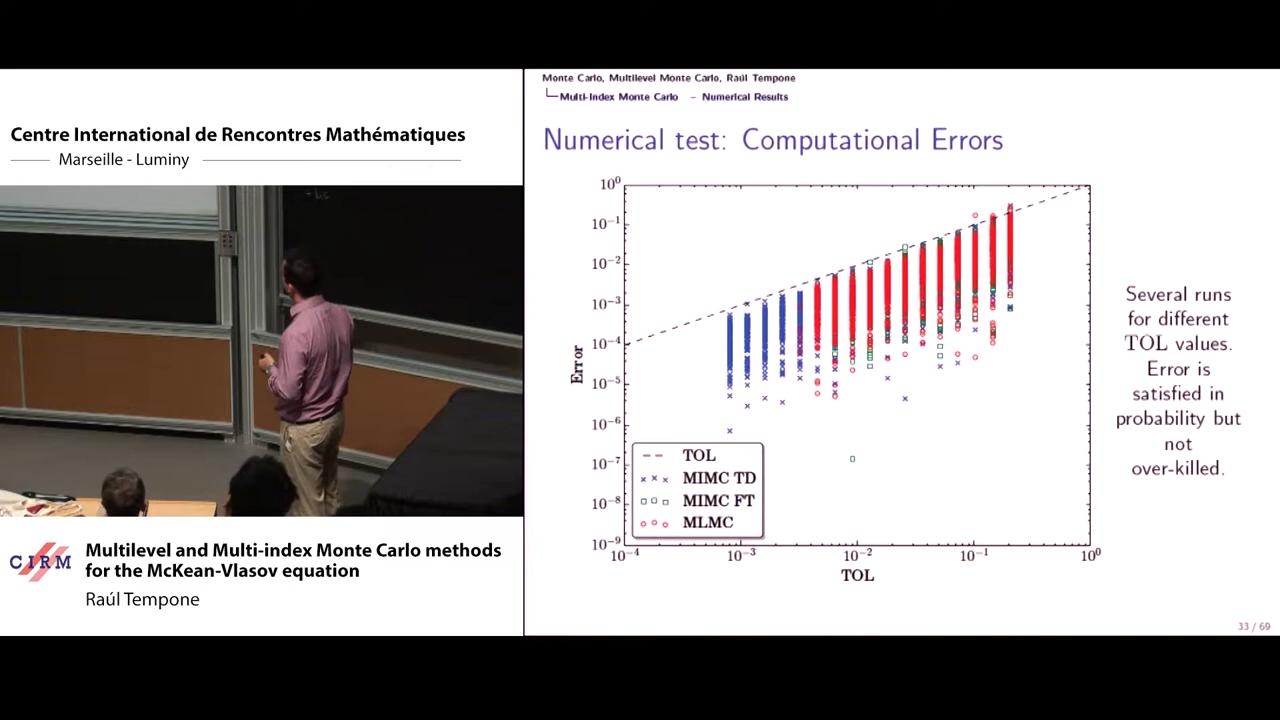 Centre International de Rencontres Mathématiques
Marseille - Luminy
CIRM
Multilevel and Multi-index Monte Carlo methods
for the McKean-Vlasov equation
Raúl Tempone
Monte Carlo, Multilevel Monte Carlo, Raúl Tempone
Multi-Index Monte Carlo – Numerical Results
Numerical test: Computational Errors
10⁰
10⁻¹
10⁻²
10⁻³
10⁻⁴
10⁻⁵
10⁻⁶
10⁻⁷
10⁻⁸
10⁻⁹
Error
TOL
MIMC TD
MIMC FT
MLMC
10⁻⁴ 10⁻³ 10⁻² 10⁻¹ 10⁰
TOL
Several runs
for different
TOL values.
Error is
satisfied in
probability but
not
over-killed.
33 / 69